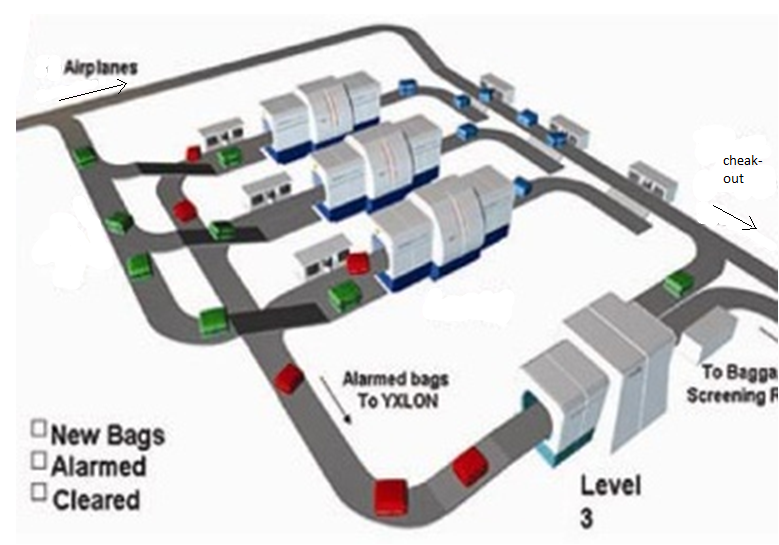 Airplanes
cheak-
out
Alarmed bags
To YXLON
To Bagga
Screening R
New Bags
Alarmed
Cleared
Level
3